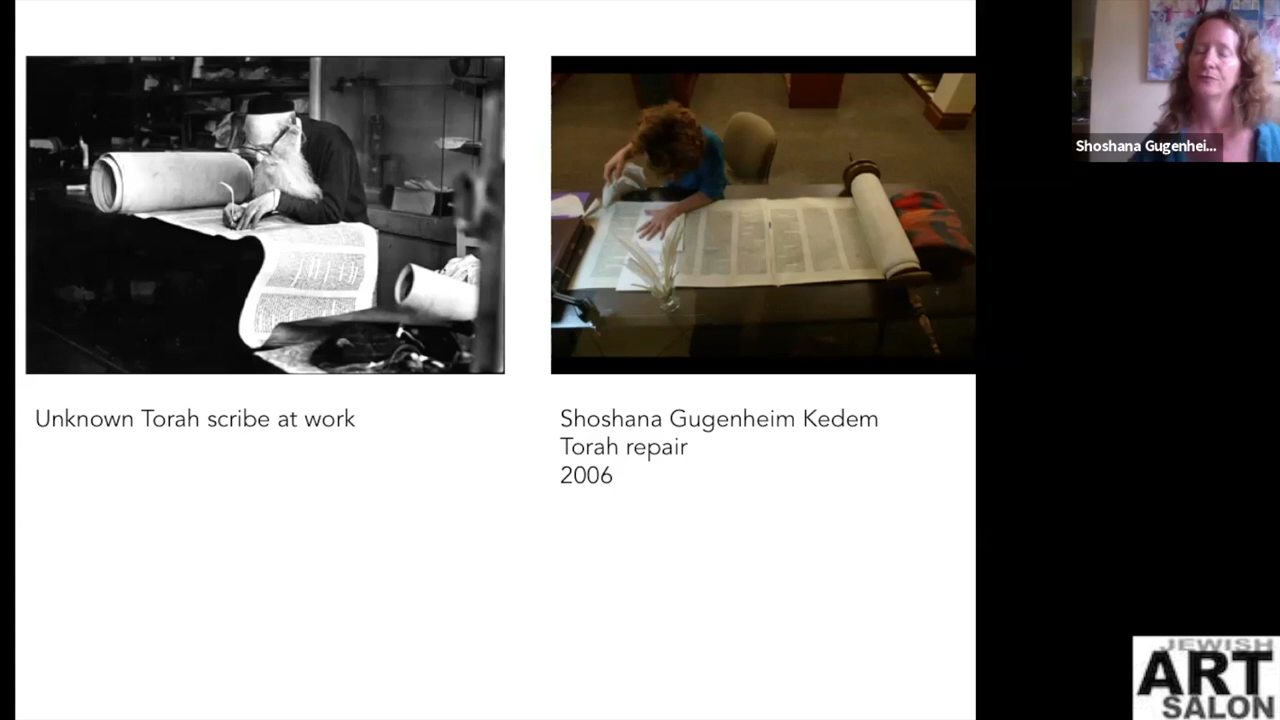 Shoshana Gugenhei...
Unknown Torah scribe at work
Shoshana Gugenheim Kedem
Torah repair
2006
JEWISH
ART
SALON